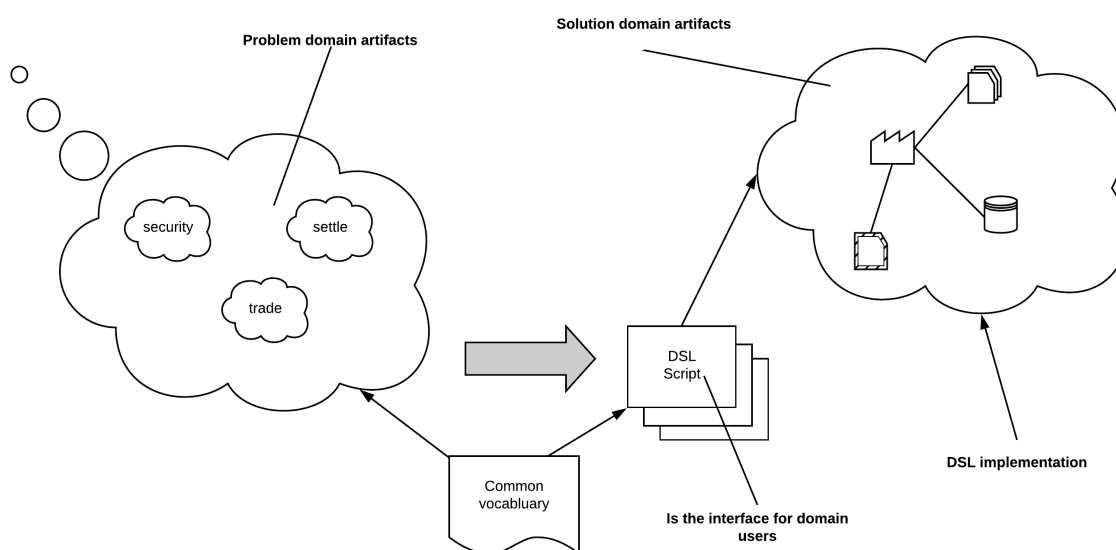 Solution domain artifacts
Problem domain artifacts
security
settle
trade
DSL
Script
DSL implementation
Common
vocabluary
Is the interface for domain
users